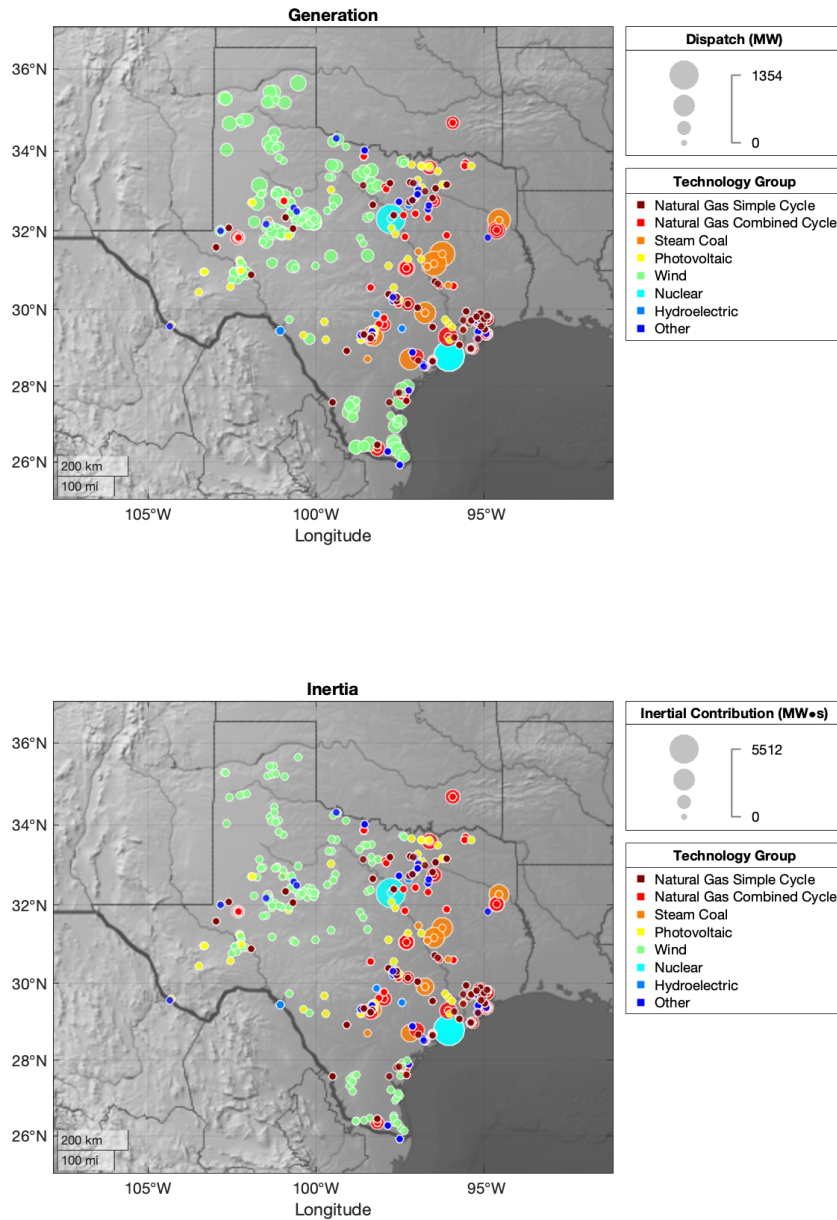 Generation
36°N
34°N
32°N
30°N
28°N
26°N
200 km
100 mi
105°W
100°W
95°W
Longitude
Dispatch (MW)
1354
0
Technology Group
Natural Gas Simple Cycle
Natural Gas Combined Cycle
Steam Coal
Photovoltaic
Wind
Nuclear
Hydroelectric
Other
Inertia
36°N
34°N
32°N
30°N
28°N
26°N
200 km
100 mi
105°W
100°W
95°W
Longitude
Inertial Contribution (MW•s)
5512
0
Technology Group
Natural Gas Simple Cycle
Natural Gas Combined Cycle
Steam Coal
Photovoltaic
Wind
Nuclear
Hydroelectric
Other